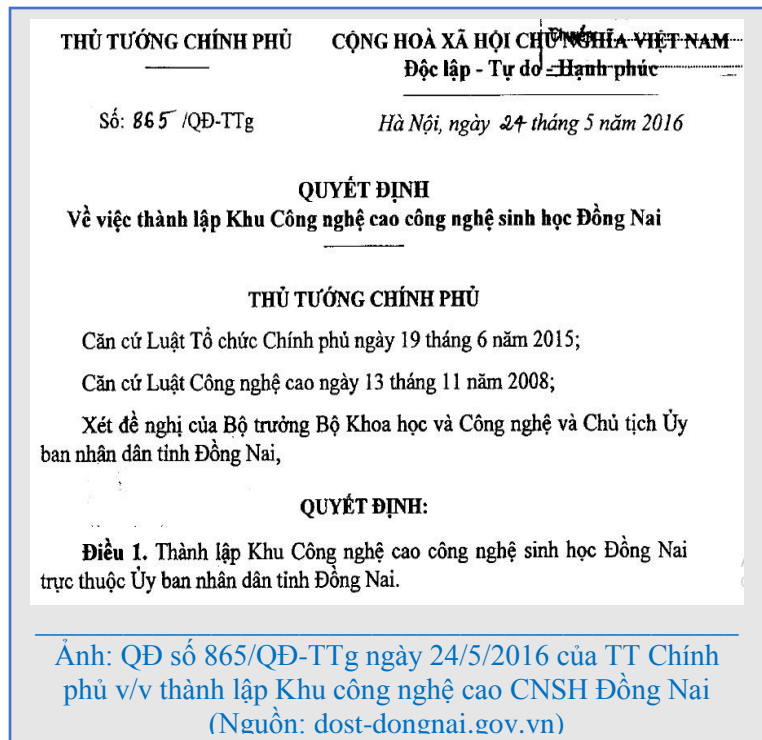 THỦ TƯỚNG CHÍNH PHỦ
CỘNG HOÀ XÃ HỘI CHỦ NGHĨA VIỆT NAM
Độc lập - Tự do - Hạnh phúc
Số: 865 /QĐ-TTg
Hà Nội, ngày 24 tháng 5 năm 2016
QUYẾT ĐỊNH
Về việc thành lập Khu Công nghệ cao công nghệ sinh học Đồng Nai
THỦ TƯỚNG CHÍNH PHỦ
Căn cứ Luật Tổ chức Chính phủ ngày 19 tháng 6 năm 2015;
Căn cứ Luật Công nghệ cao ngày 13 tháng 11 năm 2008;
Xét đề nghị của Bộ trưởng Bộ Khoa học và Công nghệ và Chủ tịch Ủy
ban nhân dân tỉnh Đồng Nai,
QUYẾT ĐỊNH:
Điều 1. Thành lập Khu Công nghệ cao công nghệ sinh học Đồng Nai
trực thuộc Ủy ban nhân dân tỉnh Đồng Nai.
Ảnh: QĐ số 865/QĐ-TTg ngày 24/5/2016 của TT Chính
phủ v/v thành lập Khu công nghệ cao CNSH Đồng Nai
(Nguồn: dost-dongnai.gov.vn)